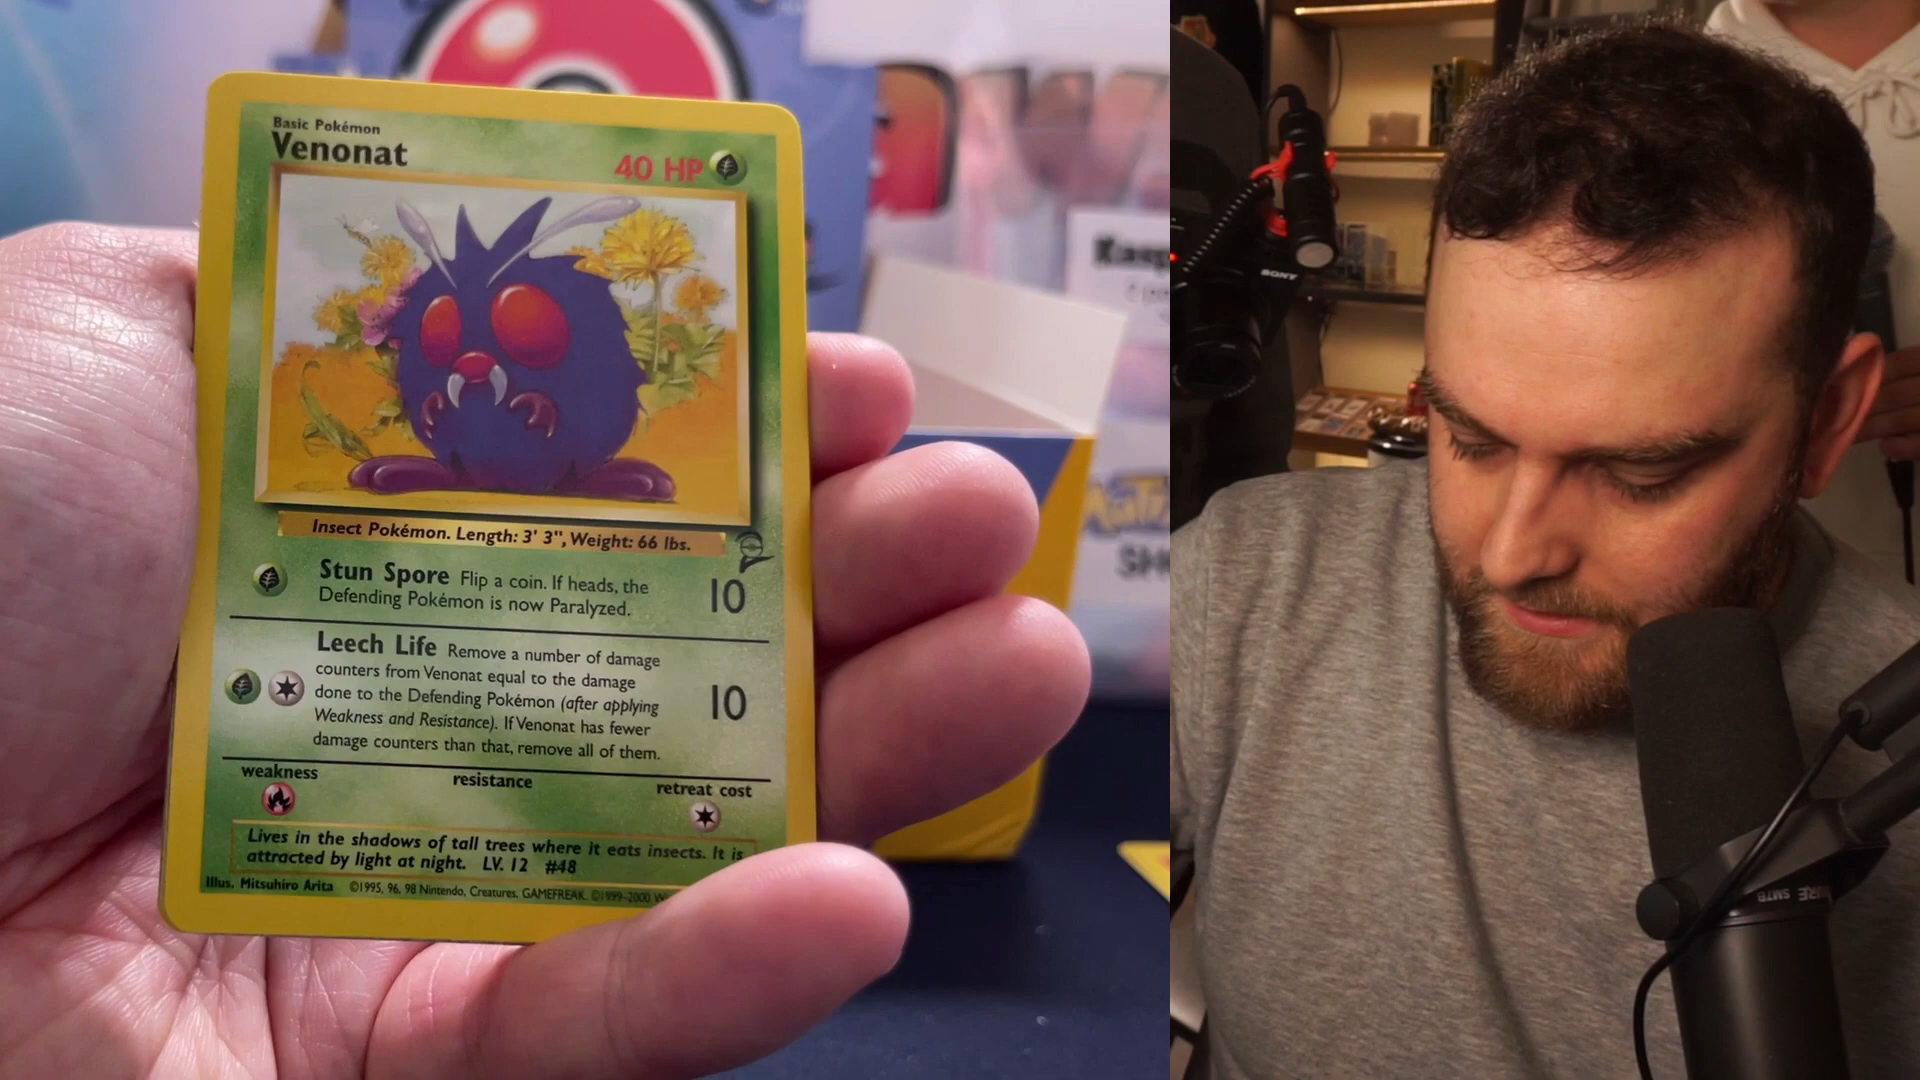 Basic Pokémon
Venonat
40 HP
Insect Pokémon. Length: 3' 3", Weight: 66 lbs.
Stun Spore Flip a coin. If heads, the
Defending Pokémon is now Paralyzed.
10
Leech Life Remove a number of damage
counters from Venonat equal to the damage
done to the Defending Pokémon (after applying
Weakness and Resistance). If Venonat has fewer
damage counters than that, remove all of them.
10
weakness
resistance
retreat cost
Lives in the shadows of tall trees where it eats insects. It is
attracted by light at night. LV. 12 #48
Illus. Mitsuhiro Arita ©1995, 96, 98 Nintendo, Creatures, GAMEFREAK. ©1999-2000 W
SONY
SM7B